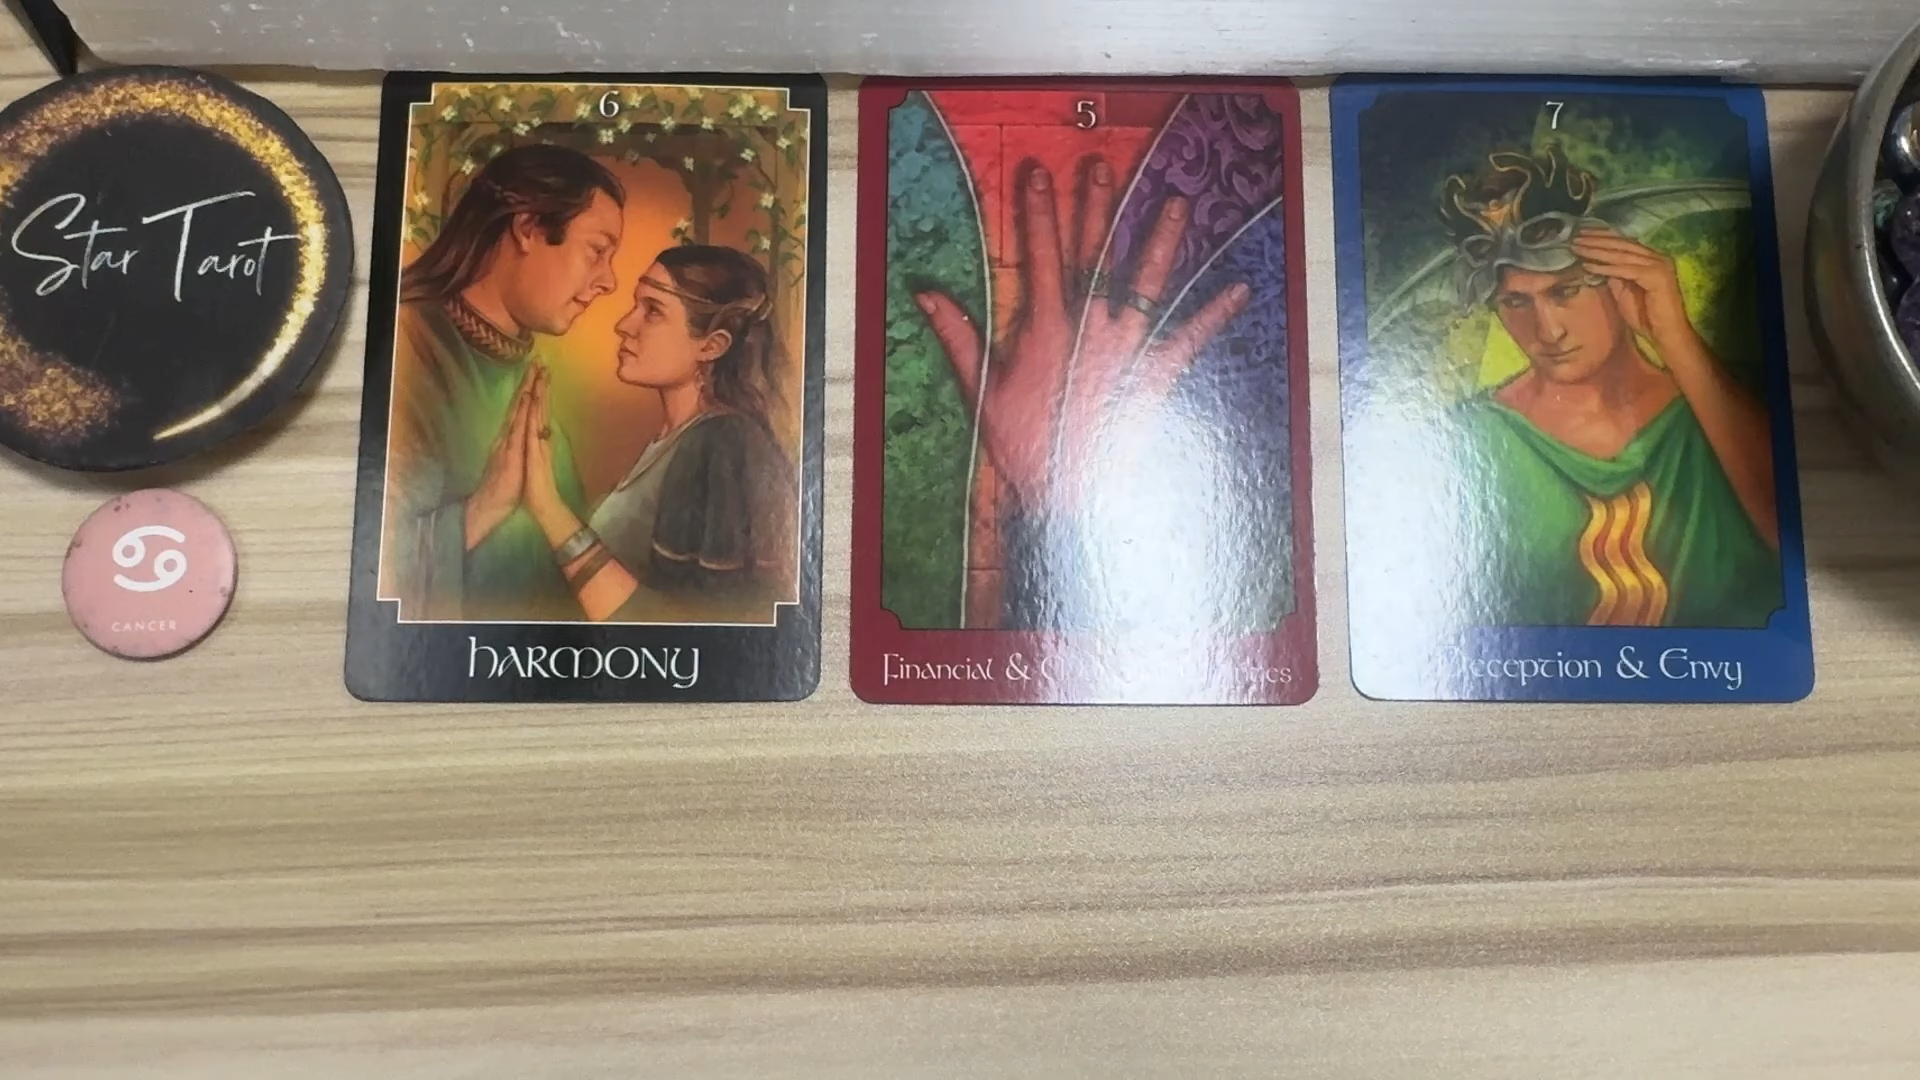 Star Tarot
CANCER
6
HARMONY
5
Financial &
7
Deception & Envy